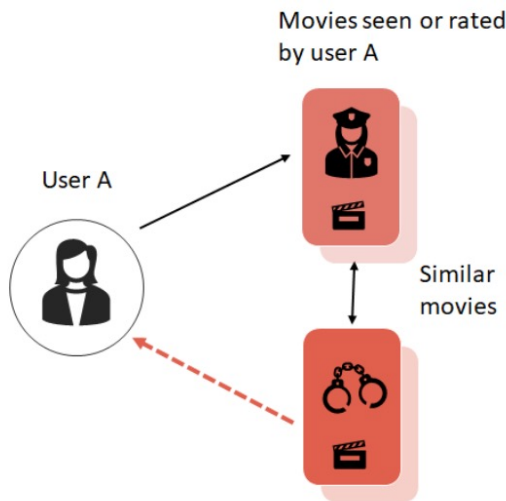 Movies seen or rated
by user A
User A
Similar
movies